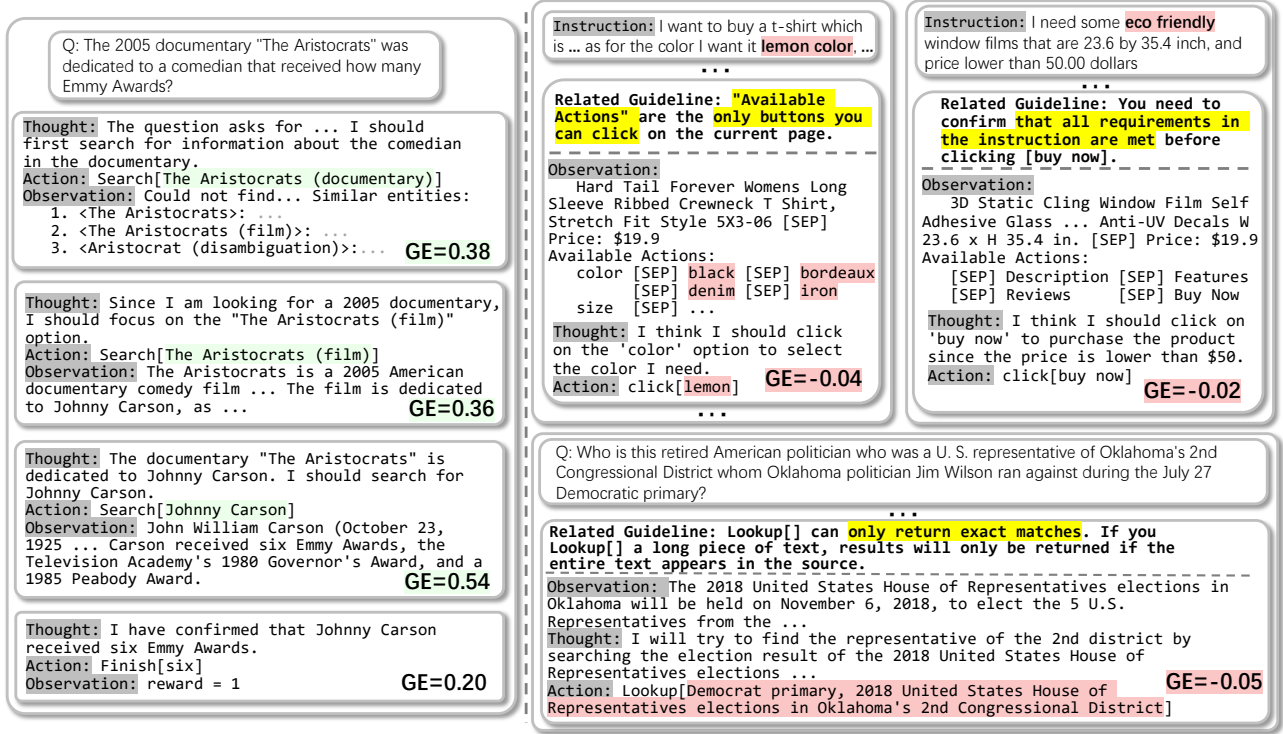 Q: The 2005 documentary "The Aristocrats" was
dedicated to a comedian that received how many
Emmy Awards?
Thought: The question asks for ... I should
first search for information about the comedian
in the documentary.
Action: Search[The Aristocrats (documentary)]
Observation: Could not find... Similar entities:
1. <The Aristocrats>: ...
2. <The Aristocrats (film)>: ...
3. <Aristocrat (disambiguation)>:...
GE=0.38
Thought: Since I am looking for a 2005 documentary,
I should focus on the "The Aristocrats (film)"
option.
Action: Search[The Aristocrats (film)]
Observation: The Aristocrats is a 2005 American
documentary comedy film ... The film is dedicated
to Johnny Carson, as ...
GE=0.36
Thought: The documentary "The Aristocrats" is
dedicated to Johnny Carson. I should search for
Johnny Carson.
Action: Search[Johnny Carson]
Observation: John William Carson (October 23,
1925 ... Carson received six Emmy Awards, the
Television Academy's 1980 Governor's Award, and a
1985 Peabody Award.
GE=0.54
Thought: I have confirmed that Johnny Carson
received six Emmy Awards.
Action: Finish[six]
Observation: reward = 1
GE=0.20
Instruction: I want to buy a t-shirt which
is ... as for the color I want it lemon color, ...
...
Related Guideline: "Available
Actions" are the only buttons you
can click on the current page.
Observation:
Hard Tail Forever Womens Long
Sleeve Ribbed Crewneck T Shirt,
Stretch Fit Style 5X3-06 [SEP]
Price: $19.9
Available Actions:
color [SEP] black [SEP] bordeaux
[SEP] denim [SEP] iron
size [SEP] ...
Thought: I think I should click
on the 'color' option to select
the color I need.
Action: click[lemon]
GE=-0.04
...
Instruction: I need some eco friendly
window films that are 23.6 by 35.4 inch, and
price lower than 50.00 dollars
...
Related Guideline: You need to
confirm that all requirements in
the instruction are met before
clicking [buy now].
Observation:
3D Static Cling Window Film Self
Adhesive Glass ... Anti-UV Decals W
23.6 x H 35.4 in. [SEP] Price: $19.9
Available Actions:
[SEP] Description [SEP] Features
[SEP] Reviews [SEP] Buy Now
Thought: I think I should click on
'buy now' to purchase the product
since the price is lower than $50.
Action: click[buy now]
GE=-0.02
Q: Who is this retired American politician who was a U. S. representative of Oklahoma's 2nd
Congressional District whom Oklahoma politician Jim Wilson ran against during the July 27
Democratic primary?
...
Related Guideline: Lookup[] can only return exact matches. If you
Lookup[] a long piece of text, results will only be returned if the
entire text appears in the source.
Observation: The 2018 United States House of Representatives elections in
Oklahoma will be held on November 6, 2018, to elect the 5 U.S.
Representatives from the ...
Thought: I will try to find the representative of the 2nd district by
searching the election result of the 2018 United States House of
Representatives elections ...
Action: Lookup[Democrat primary, 2018 United States House of
Representatives elections in Oklahoma's 2nd Congressional District]
GE=-0.05